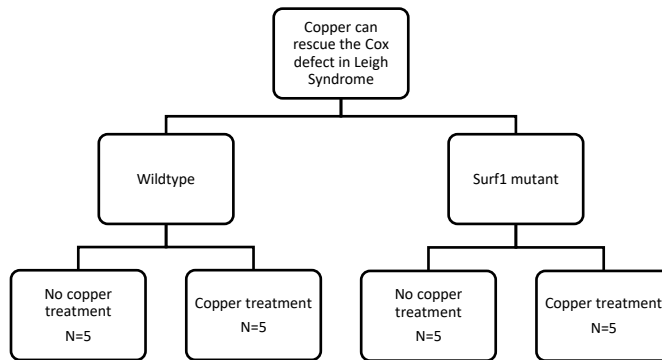 Copper can
rescue the Cox
defect in Leigh
Syndrome
Wildtype
Surf1 mutant
No copper
treatment
N=5
Copper treatment
N=5
No copper
treatment
N=5
Copper treatment
N=5